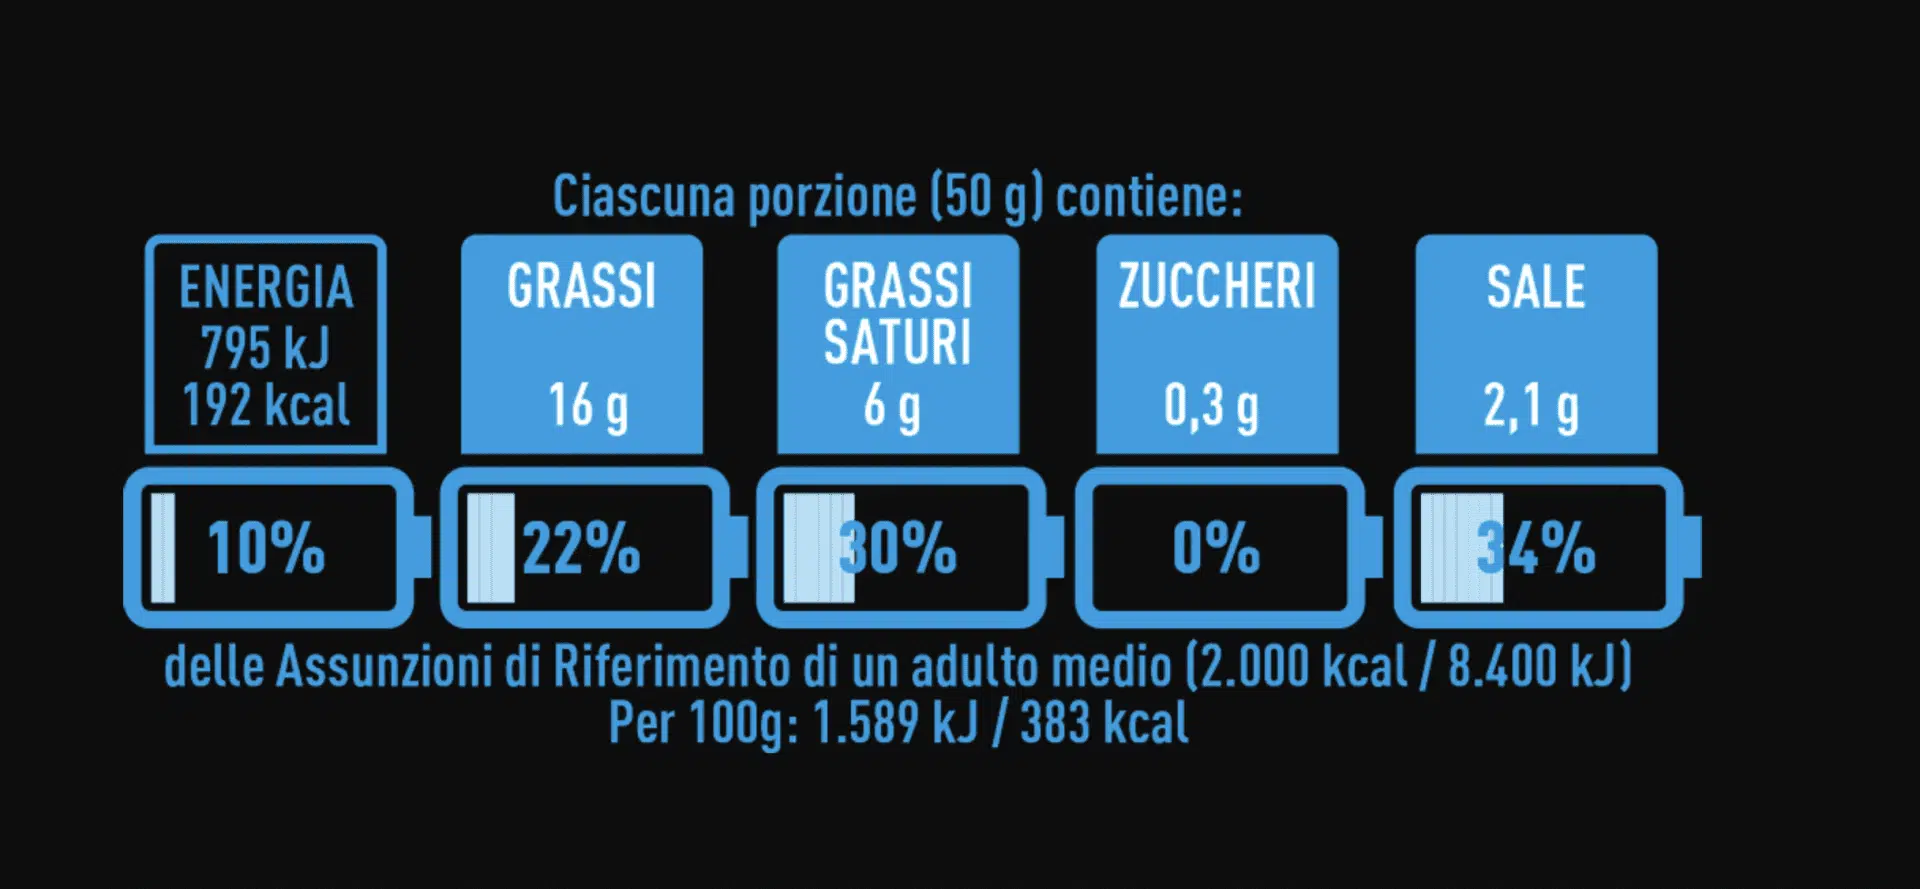 Ciascuna porzione (50 g) contiene:
ENERGIA
795 kJ
192 kcal
GRASSI
16 g
GRASSI
SATURI
6 g
ZUCCHERI
0,3 g
SALE
2,1 g
10%
22%
30%
0%
34%
delle Assunzioni di Riferimento di un adulto medio (2.000 kcal / 8.400 kJ)
Per 100g: 1.589 kJ / 383 kcal